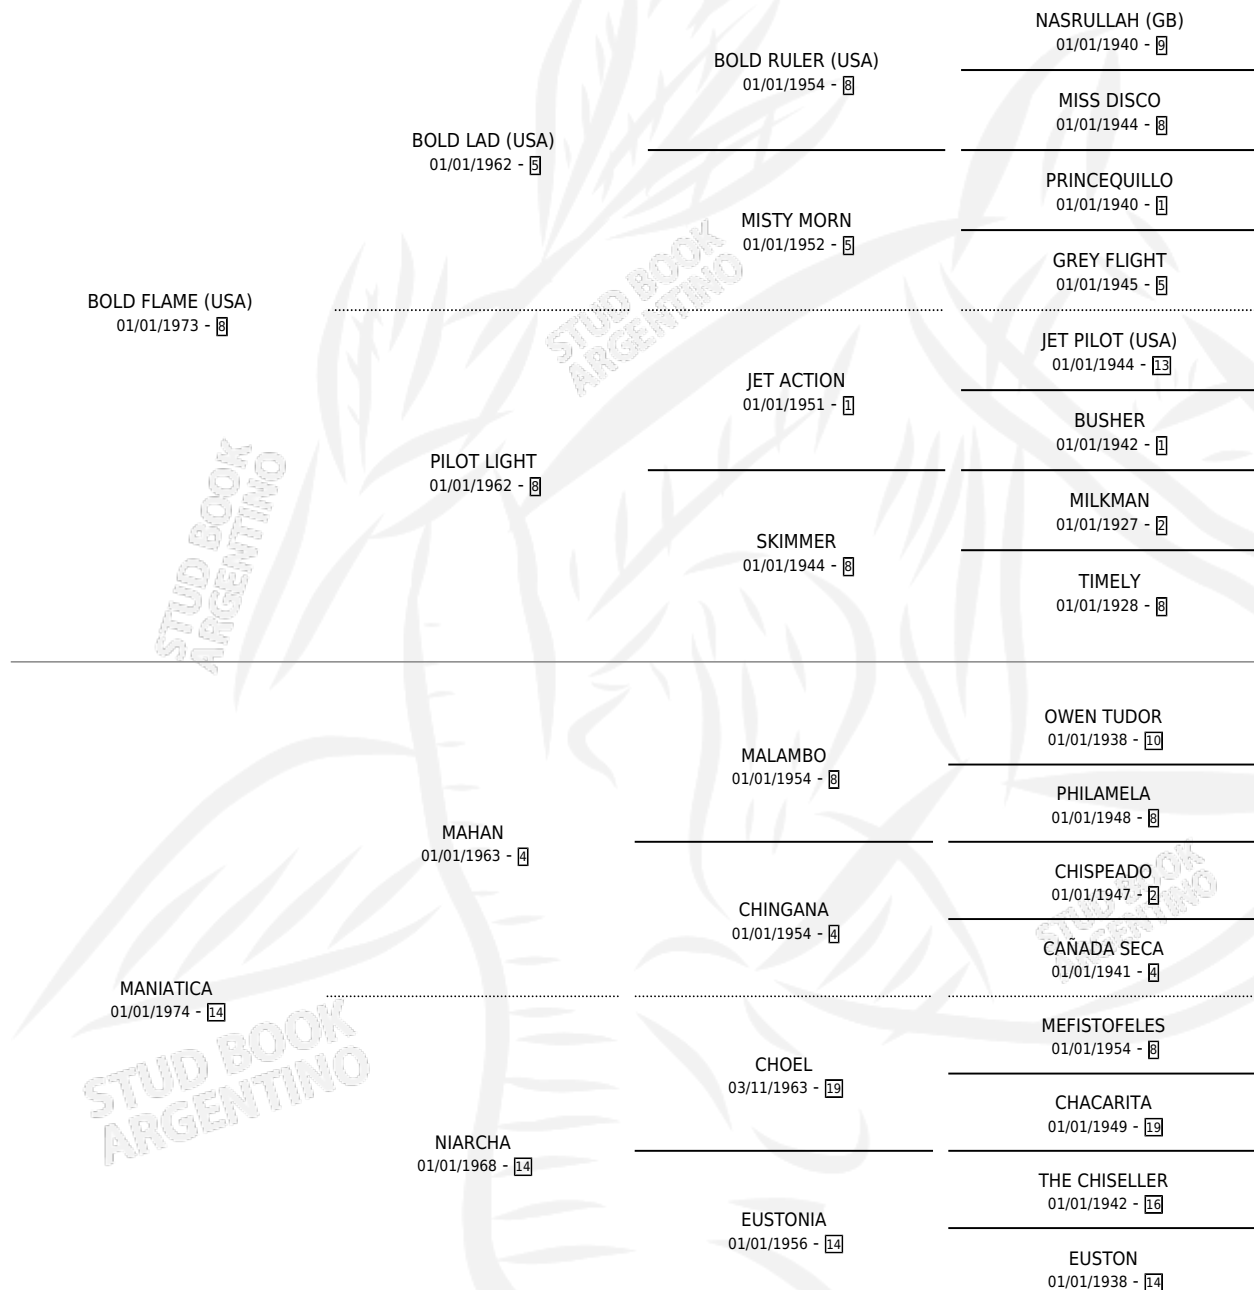 NASRULLAH (GB)
01/01/1940 - 9
BOLD RULER (USA)
01/01/1954 - 8
MISS DISCO
01/01/1944 - 8
BOLD LAD (USA)
01/01/1962 - 5
PRINCEQUILLO
01/01/1940 - 1
MISTY MORN
01/01/1952 - 5
GREY FLIGHT
01/01/1945 - 5
BOLD FLAME (USA)
01/01/1973 - 8
JET PILOT (USA)
01/01/1944 - 13
JET ACTION
01/01/1951 - 1
BUSHER
01/01/1942 - 1
PILOT LIGHT
01/01/1962 - 8
MILKMAN
01/01/1927 - 2
SKIMMER
01/01/1944 - 8
TIMELY
01/01/1928 - 8
OWEN TUDOR
01/01/1938 - 10
MALAMBO
01/01/1954 - 8
PHILAMELA
01/01/1948 - 8
MAHAN
01/01/1963 - 4
CHISPEADO
01/01/1947 - 2
CHINGANA
01/01/1954 - 4
CAÑADA SECA
01/01/1941 - 4
MANIATICA
01/01/1974 - 14
MEFISTOFELES
01/01/1954 - 8
CHOEL
03/11/1963 - 19
CHACARITA
01/01/1949 - 19
NIARCHA
01/01/1968 - 14
THE CHISELLER
01/01/1942 - 16
EUSTONIA
01/01/1956 - 14
EUSTON
01/01/1938 - 14
STUD BOOK
ARGENTINO
STUD BOOK
ARGENTINO
STUD BOOK
ARGENTINO
STUD BOOK
ARGENTINO